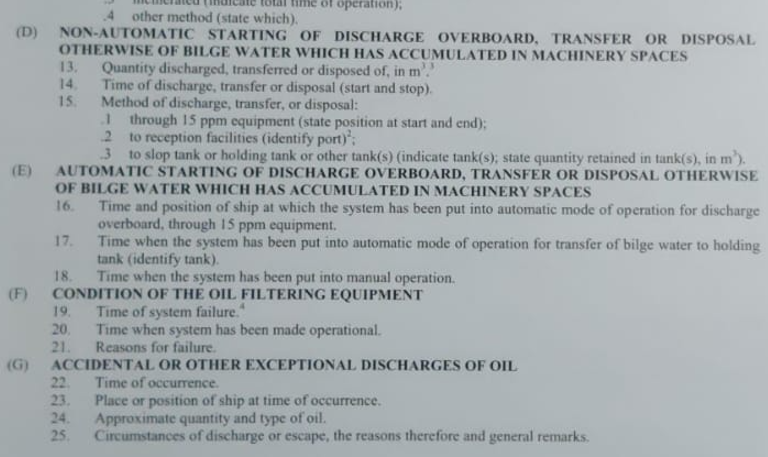 .3 incinerated (indicate total time of operation);
.4 other method (state which).
(D) NON-AUTOMATIC STARTING OF DISCHARGE OVERBOARD, TRANSFER OR DISPOSAL
OTHERWISE OF BILGE WATER WHICH HAS ACCUMULATED IN MACHINERY SPACES
13. Quantity discharged, transferred or disposed of, in m³.³
14. Time of discharge, transfer or disposal (start and stop).
15. Method of discharge, transfer, or disposal:
.1 through 15 ppm equipment (state position at start and end);
.2 to reception facilities (identify port)²;
.3 to slop tank or holding tank or other tank(s) (indicate tank(s); state quantity retained in tank(s), in m³).
(E) AUTOMATIC STARTING OF DISCHARGE OVERBOARD, TRANSFER OR DISPOSAL OTHERWISE
OF BILGE WATER WHICH HAS ACCUMULATED IN MACHINERY SPACES
16. Time and position of ship at which the system has been put into automatic mode of operation for discharge
overboard, through 15 ppm equipment.
17. Time when the system has been put into automatic mode of operation for transfer of bilge water to holding
tank (identify tank).
18. Time when the system has been put into manual operation.
(F) CONDITION OF THE OIL FILTERING EQUIPMENT
19. Time of system failure.⁴
20. Time when system has been made operational.
21. Reasons for failure.
(G) ACCIDENTAL OR OTHER EXCEPTIONAL DISCHARGES OF OIL
22. Time of occurrence.
23. Place or position of ship at time of occurrence.
24. Approximate quantity and type of oil.
25. Circumstances of discharge or escape, the reasons therefore and general remarks.